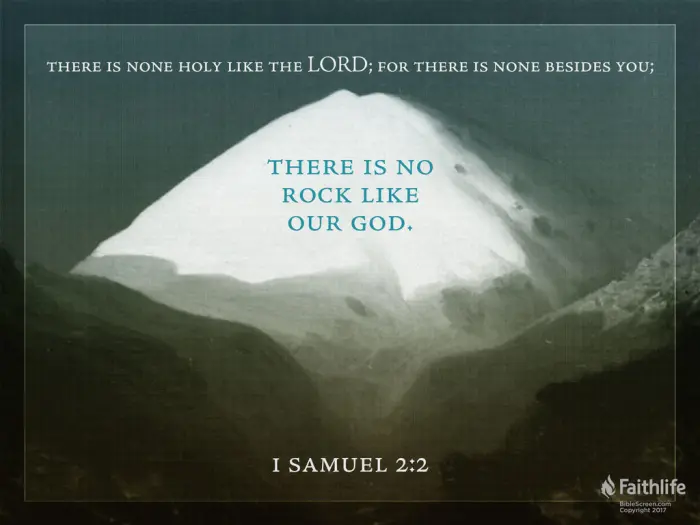 THERE IS NONE HOLY LIKE THE LORD; FOR THERE IS NONE BESIDES YOU;
THERE IS NO
ROCK LIKE
OUR GOD.
1 SAMUEL 2:2
Faithlife
BibleScreen.com
Copyright 2017